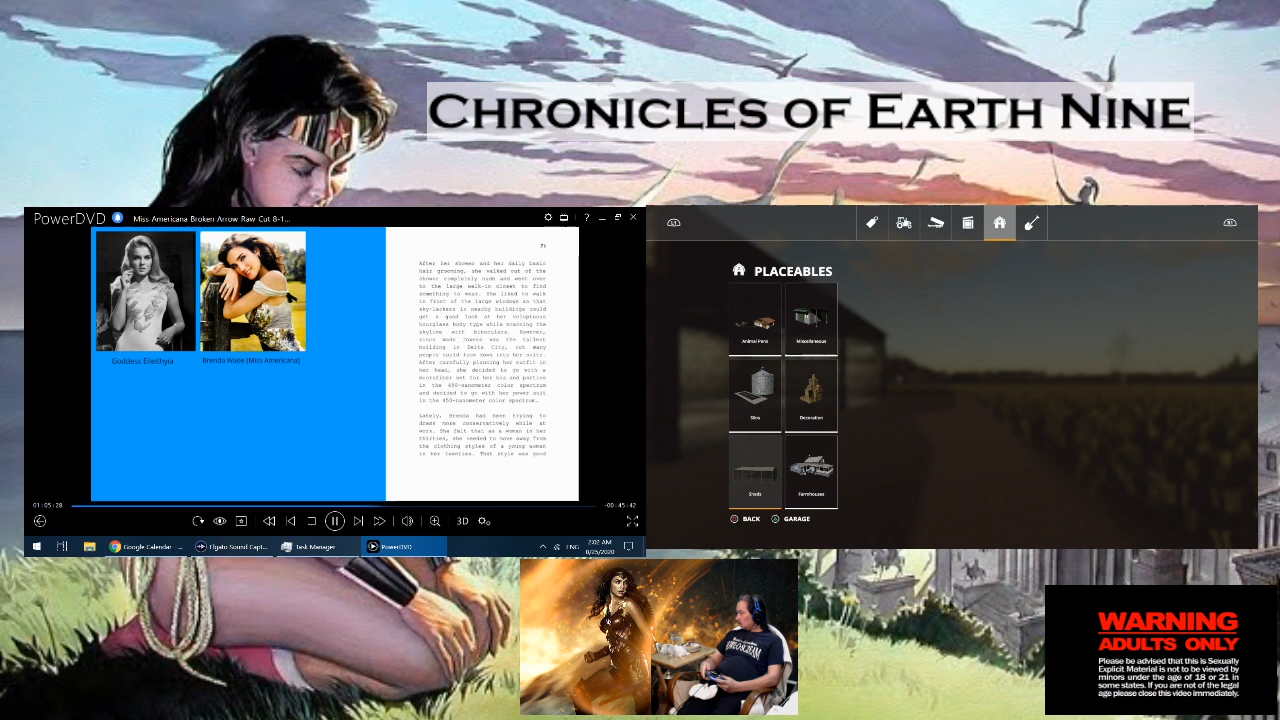 CHRONICLES OF EARTH NINE
PowerDVD
Miss Americana Broken Arrow Raw Cut 8-1...
71
After her shower and her daily basic
hair grooming, she walked out of the
shower completely nude and went over
to the large walk-in closet to find
something to wear. She liked to walk
in front of the large windows so that
sky-larkers in nearby buildings could
get a good look at her voluptuous
hourglass body type while scanning the
skyline with binoculars. However,
since Wade Towers was the tallest
building in Delta City, not many
people could look down into her suite.
After carefully planning her outfit in
her head, she decided to go with a
microfiber set for her bra and panties
in the 480-nanometer color spectrum
and decided to go with her power suit
in the 450-nanometer color spectrum.
Lately, Brenda had been trying to
dress more conservatively while at
work. She felt that as a woman in her
thirties, she needed to move away from
the clothing styles of a young woman
in her twenties. That style was good
Goddess Eileithyia
Brenda Wade [Miss Americana]
01:05:28
-00:45:42
3D
Google Calendar ...
Elgato Sound Capt...
Task Manager
PowerDVD
ENG
2:02 AM
8/25/2020
L1
R1
PLACEABLES
Animal Pens
Miscellaneous
Silos
Decoration
Sheds
Farmhouses
BACK
GARAGE
WARNING
ADULTS ONLY
Please be advised that this is Sexually
Explicit Material is not to be viewed by
minors under the age of 18 or 21 in
some states. If you are not of the legal
age please close this video immediately.